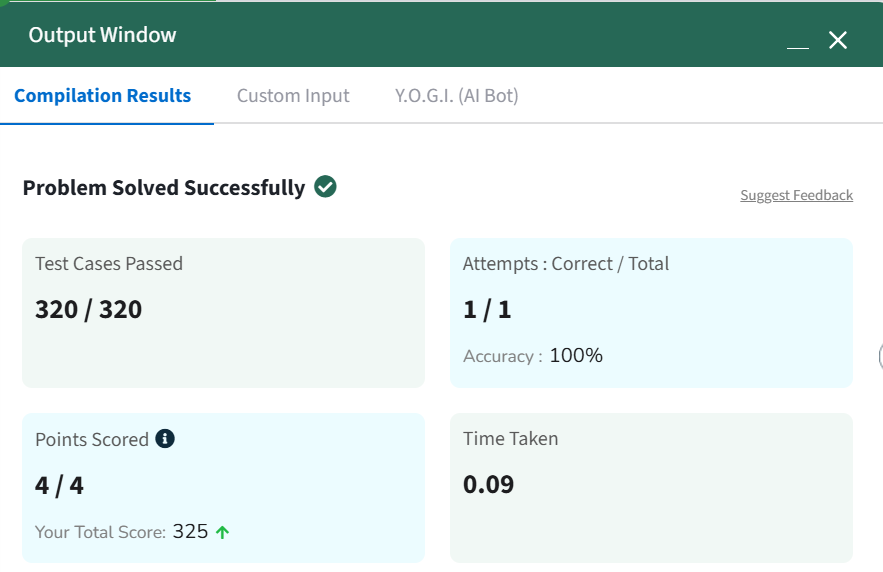 Output Window
Compilation Results
Custom Input
Y.O.G.I. (AI Bot)
Problem Solved Successfully
Suggest Feedback
Test Cases Passed
320 / 320
Attempts : Correct / Total
1 / 1
Accuracy : 100%
Points Scored
4 / 4
Your Total Score: 325
Time Taken
0.09